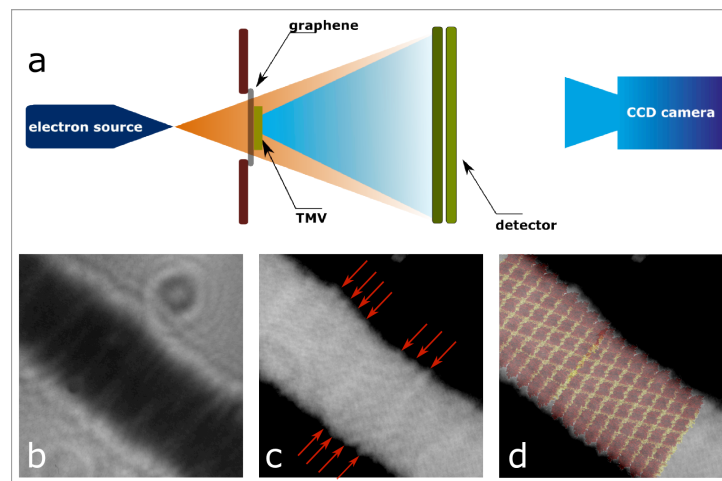 graphene
a
electron source
CCD camera
TMV
detector
b
c
d